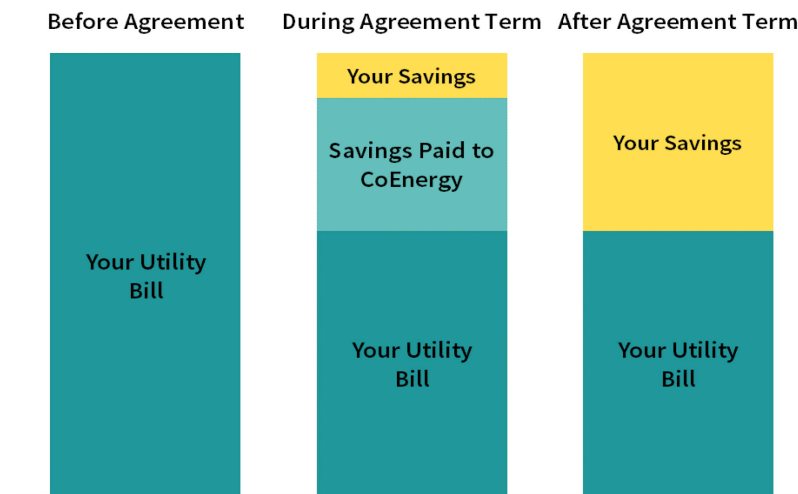 Before Agreement
During Agreement Term
After Agreement Term
Your Utility
Bill
Your Savings
Savings Paid to
CoEnergy
Your Utility
Bill
Your Savings
Your Utility
Bill